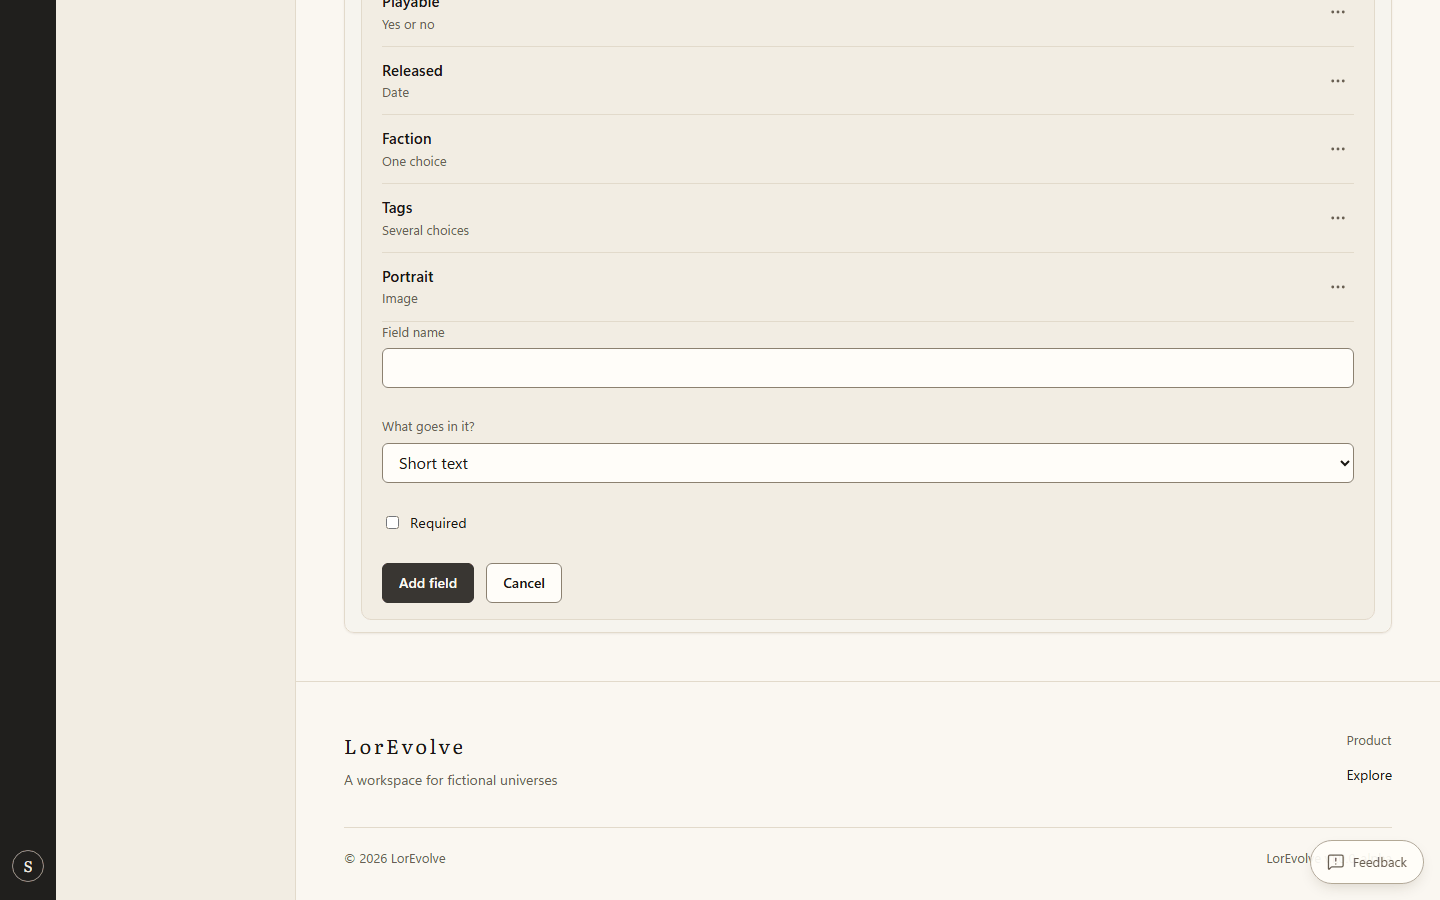 Playable
Yes or no
Released
Date
Faction
One choice
Tags
Several choices
Portrait
Image
Field name
What goes in it?
Short text
Required
Add field
Cancel
LorEvolve
A workspace for fictional universes
Product
Explore
© 2026 LorEvolve
Feedback
S